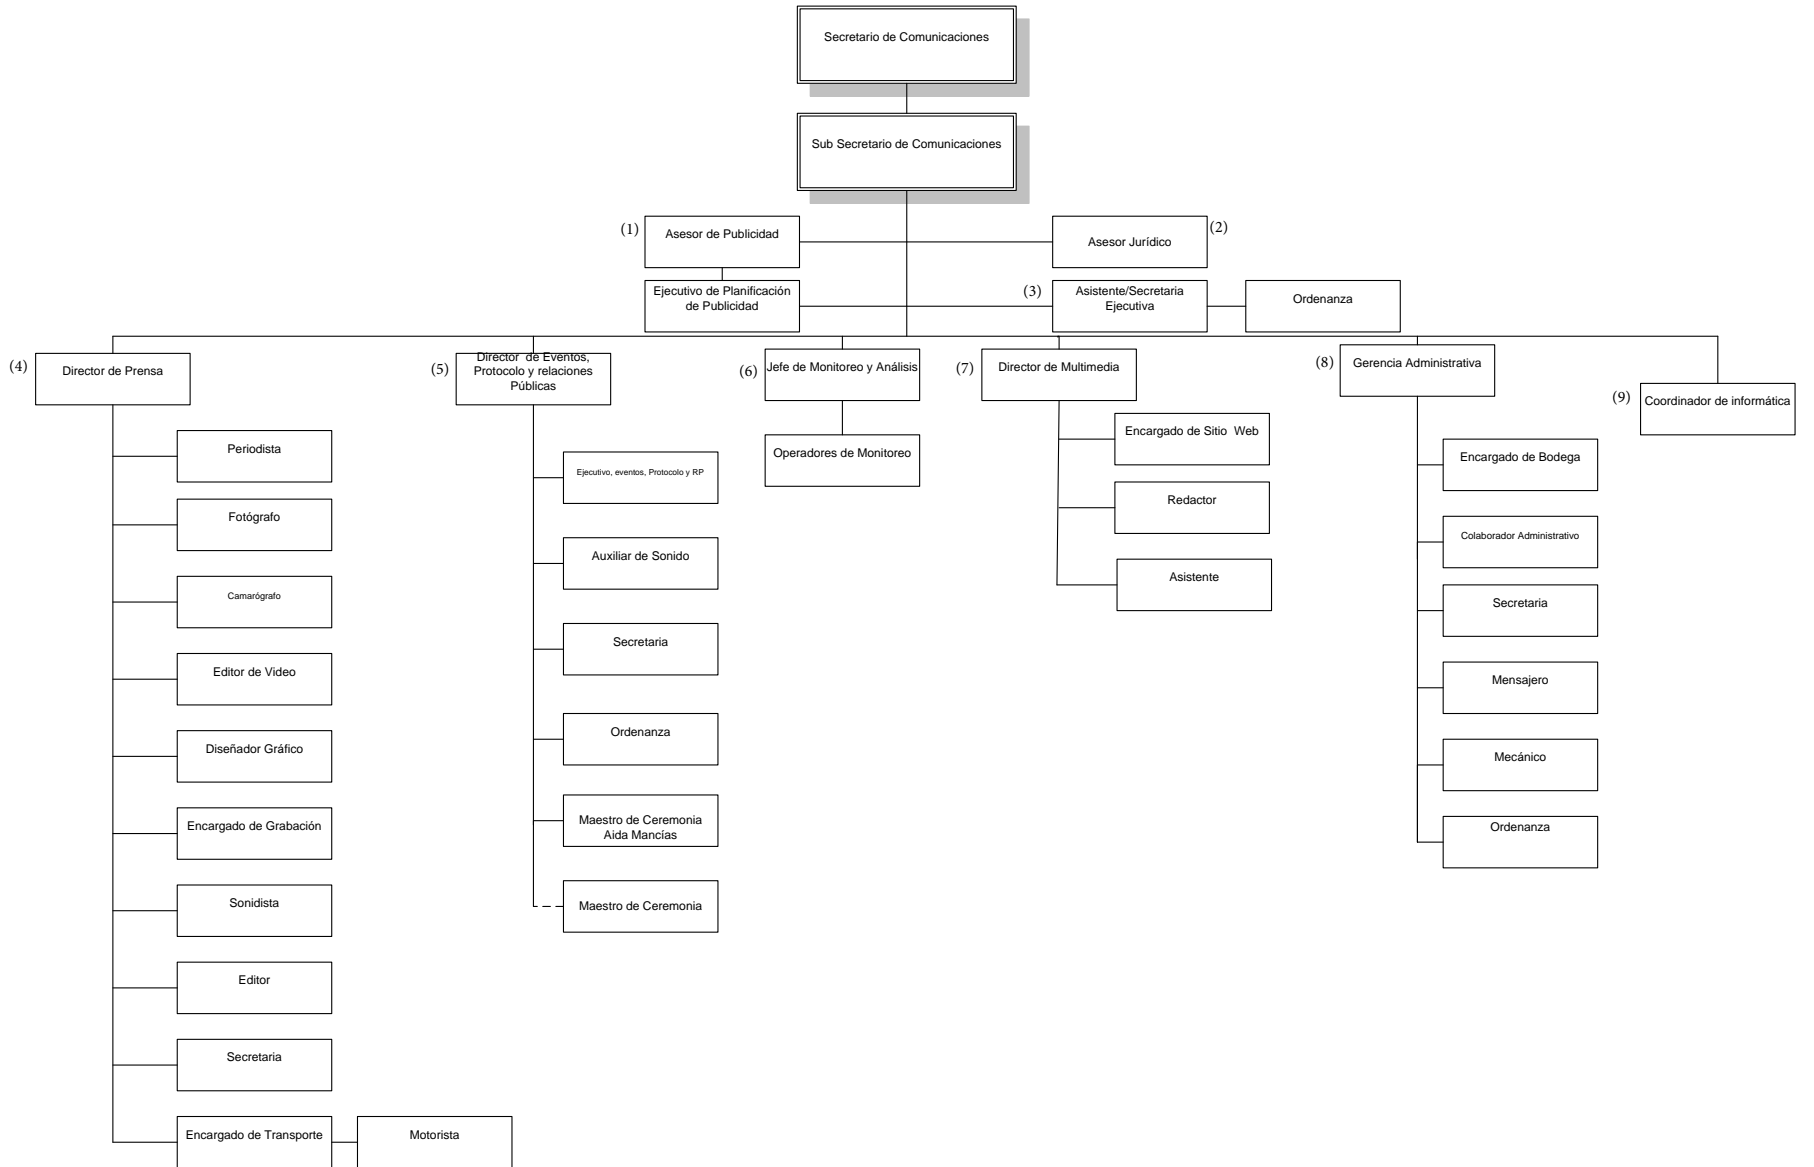 Secretario de Comunicaciones
Sub Secretario de Comunicaciones
(1)
Asesor de Publicidad
Asesor Jurídico
(2)
Ejecutivo de Planificación
de Publicidad
(3)
Asistente/Secretaria
Ejecutiva
Ordenanza
(4)
Director de Prensa
Periodista
Fotógrafo
Camarógrafo
Editor de Video
Diseñador Gráfico
Encargado de Grabación
Sonidista
Editor
Secretaria
Encargado de Transporte
Motorista
(5)
Director de Eventos,
Protocolo y relaciones
Públicas
Ejecutivo, eventos, Protocolo y RP
Auxiliar de Sonido
Secretaria
Ordenanza
Maestro de Ceremonia
Aida Mancías
Maestro de Ceremonia
(6)
Jefe de Monitoreo y Análisis
Operadores de Monitoreo
(7)
Director de Multimedia
Encargado de Sitio Web
Redactor
Asistente
(8)
Gerencia Administrativa
Encargado de Bodega
Colaborador Administrativo
Secretaria
Mensajero
Mecánico
Ordenanza
(9)
Coordinador de informática